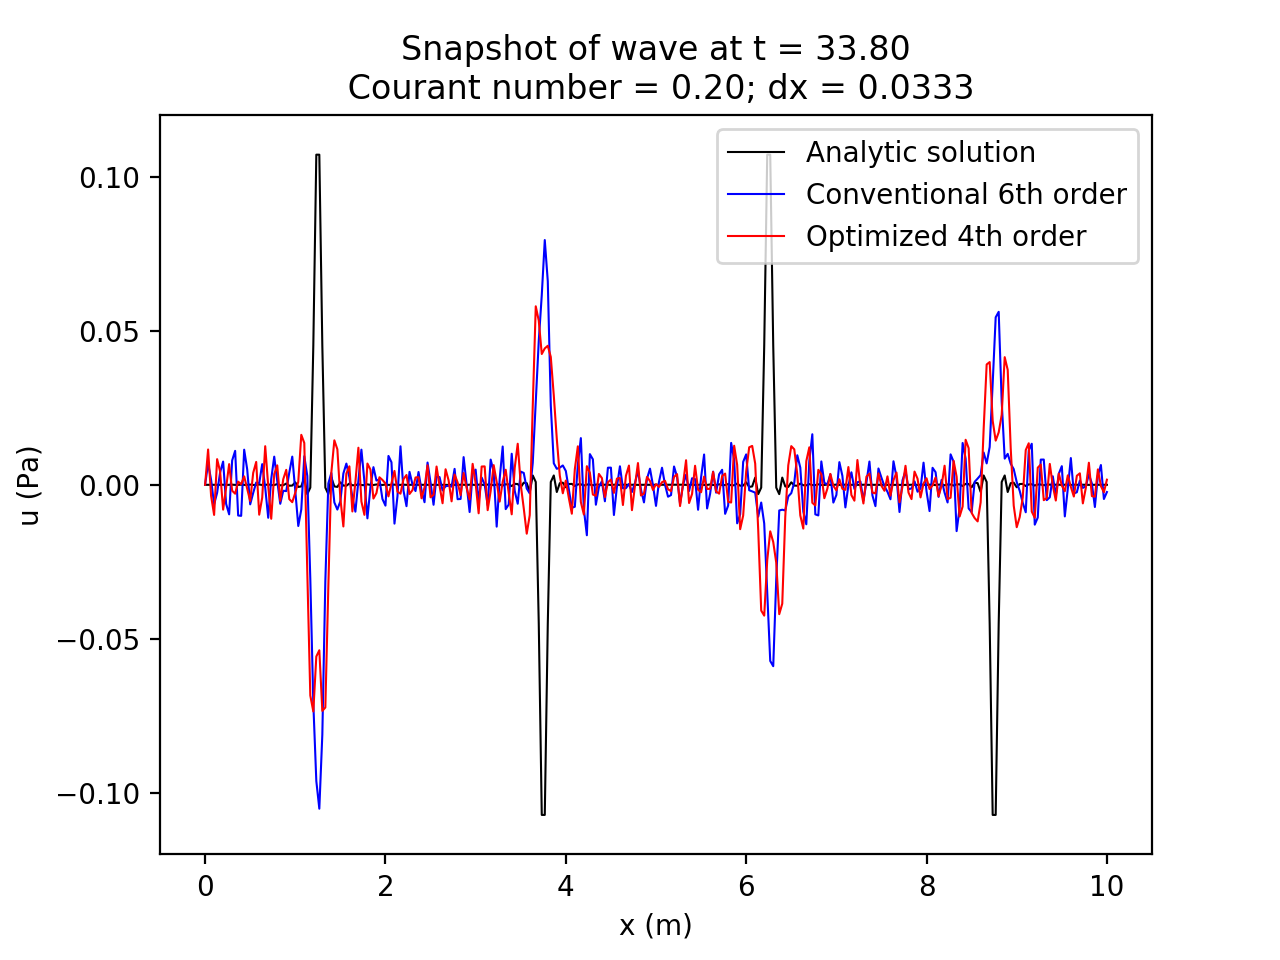 Snapshot of wave at t = 33.80
Courant number = 0.20; dx = 0.0333
Analytic solution
Conventional 6th order
Optimized 4th order
0.10
0.05
0.00
−0.05
−0.10
u (Pa)
0 2 4 6 8 10
x (m)